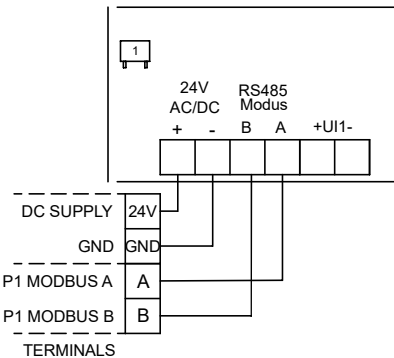 1
24V RS485
AC/DC Modus
+ - B A +UI1-
DC SUPPLY 24V
GND GND
P1 MODBUS A A
P1 MODBUS B B
TERMINALS